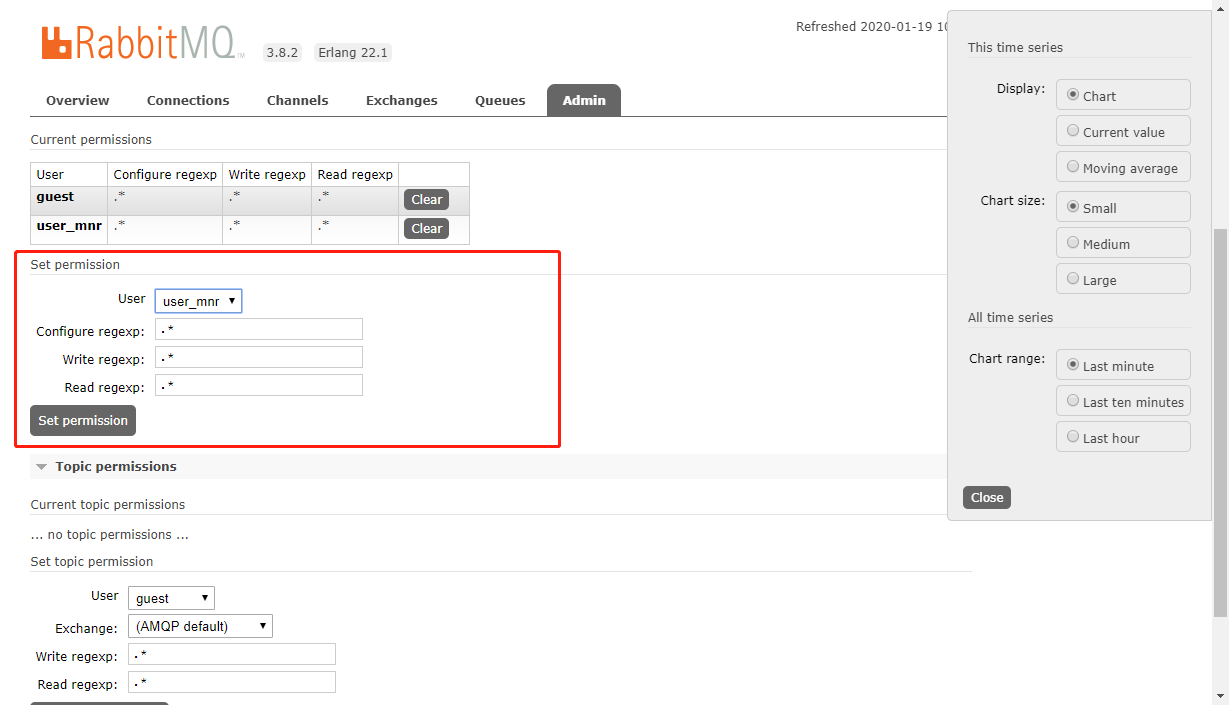 RabbitMQ TM 3.8.2 Erlang 22.1
Refreshed 2020-01-19 10
Overview Connections Channels Exchanges Queues Admin
Current permissions
User Configure regexp Write regexp Read regexp
guest .* .* .* Clear
user_mnr .* .* .* Clear
Set permission
User user_mnr
Configure regexp: .*
Write regexp: .*
Read regexp: .*
Set permission
Topic permissions
Current topic permissions
... no topic permissions ...
Set topic permission
User guest
Exchange: (AMQP default)
Write regexp: .*
Read regexp: .*
This time series
Display: Chart
Current value
Moving average
Chart size: Small
Medium
Large
All time series
Chart range: Last minute
Last ten minutes
Last hour
Close